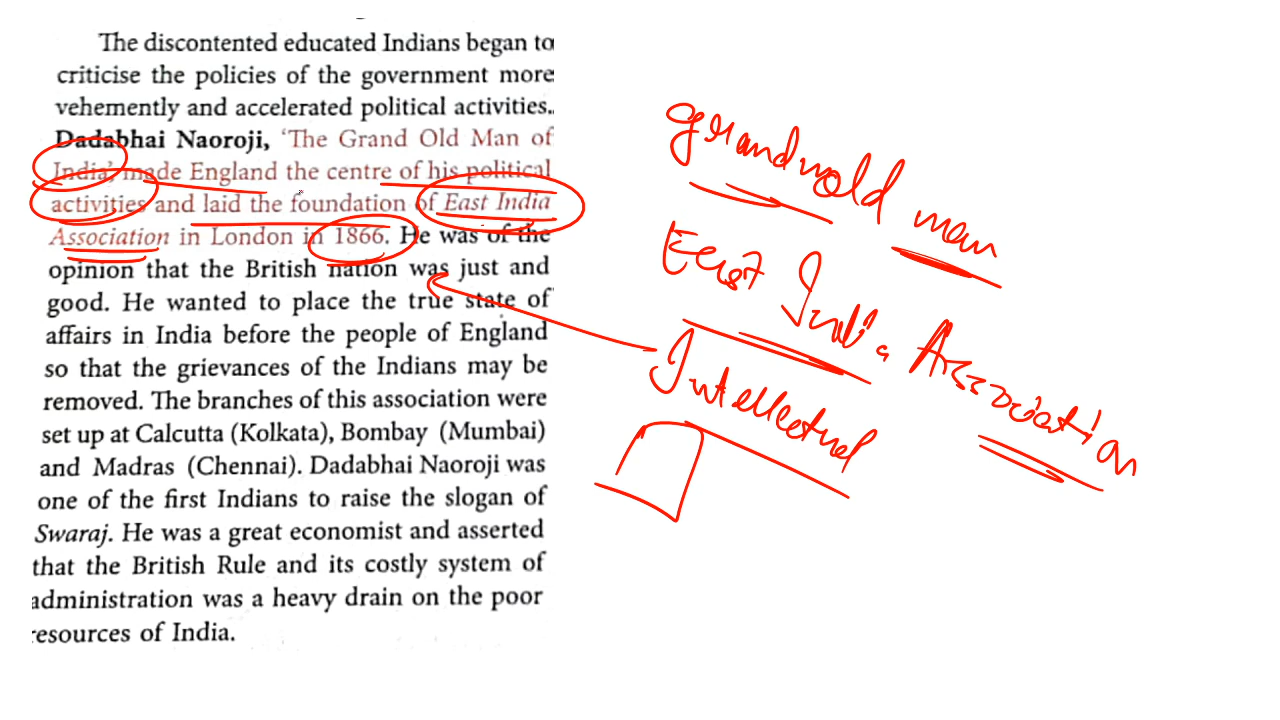 The discontented educated Indians began to
criticise the policies of the government more
vehemently and accelerated political activities.
Dadabhai Naoroji, ‘The Grand Old Man of
India’, made England the centre of his political
activities and laid the foundation of East India
Association in London in 1866. He was of the
opinion that the British nation was just and
good. He wanted to place the true state of
affairs in India before the people of England
so that the grievances of the Indians may be
removed. The branches of this association were
set up at Calcutta (Kolkata), Bombay (Mumbai)
and Madras (Chennai). Dadabhai Naoroji was
one of the first Indians to raise the slogan of
Swaraj. He was a great economist and asserted
that the British Rule and its costly system of
administration was a heavy drain on the poor
resources of India.
Grand old man
East India Association
Intellectual